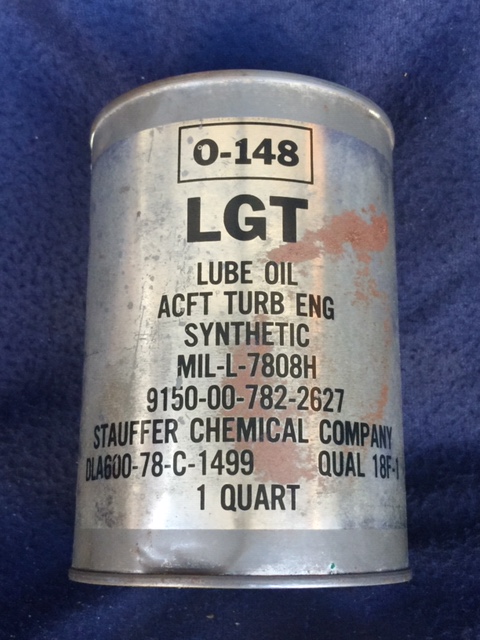 O-148
LGT
LUBE OIL
ACFT TURB ENG
SYNTHETIC
MIL-L-7808H
9150-00-782-2627
STAUFFER CHEMICAL COMPANY
DLA600-78-C-1499 QUAL 18F-1
1 QUART